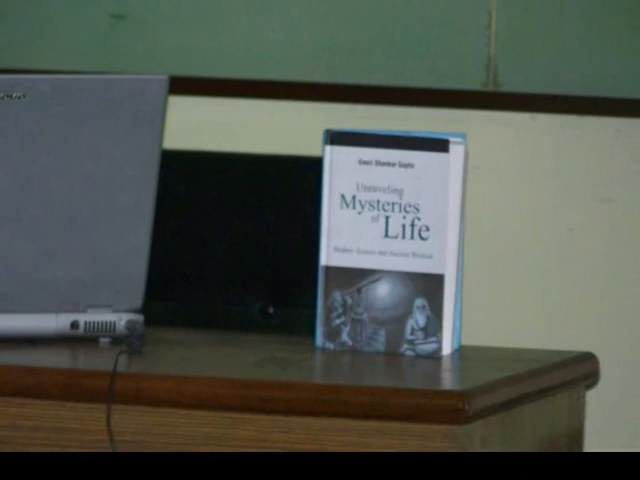 Gauri Shankar Gupta
Unraveling
Mysteries
of Life
Modern Science and Ancient Wisdom